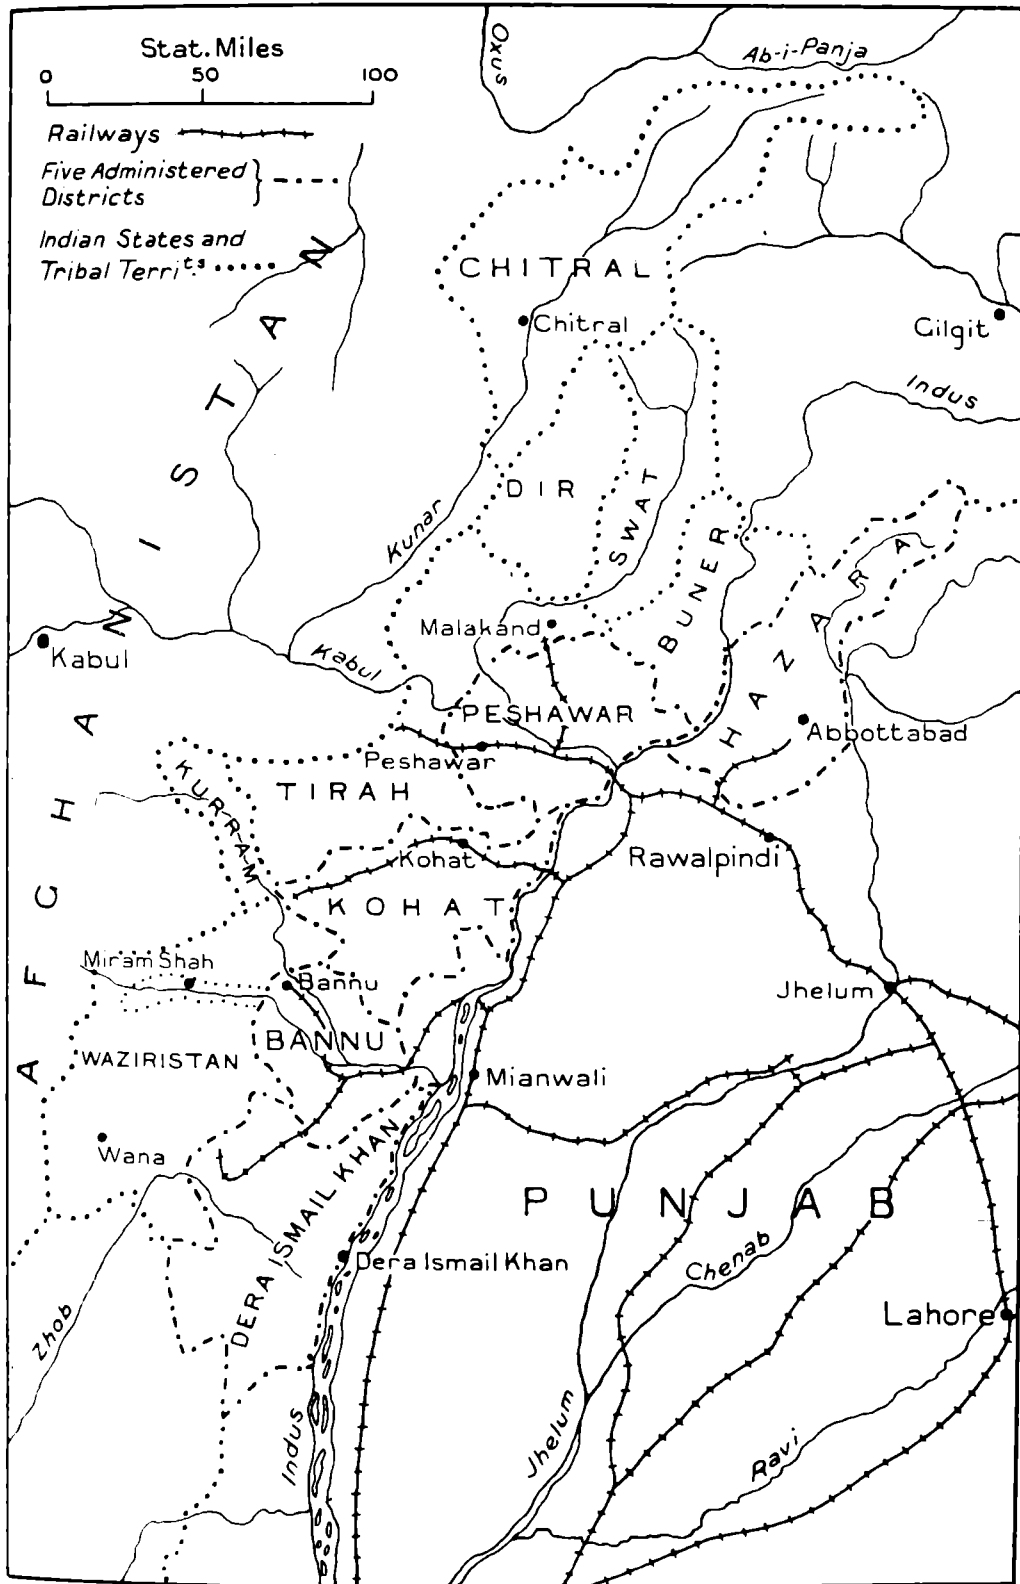 Stat. Miles
0 50 100
Railways
Five Administered
Districts
Indian States and
Tribal Territs.
Oxus
Ab-i-Panja
AFGHANISTAN
CHITRAL
Chitral
Gilgit
Indus
DIR
SWAT
Kunar
BUNER
HAZARA
Malakand
Kabul
Kabul
PESHAWAR
Peshawar
Abbottabad
TIRAH
KURRAM
Kohat
Rawalpindi
KOHAT
Miram Shah
Bannu
Jhelum
BANNU
WAZIRISTAN
Mianwali
Wana
DERA ISMAIL KHAN
PUNJAB
Chenab
Dera Ismail Khan
Zhob
Lahore
Indus
Jhelum
Ravi